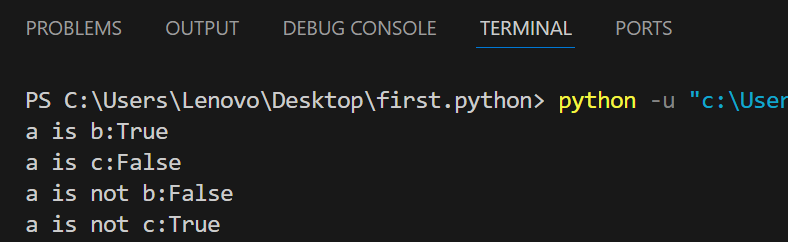 PROBLEMS OUTPUT DEBUG CONSOLE TERMINAL PORTS
PS C:\Users\Lenovo\Desktop\first.python> python -u "c:\User
a is b:True
a is c:False
a is not b:False
a is not c:True